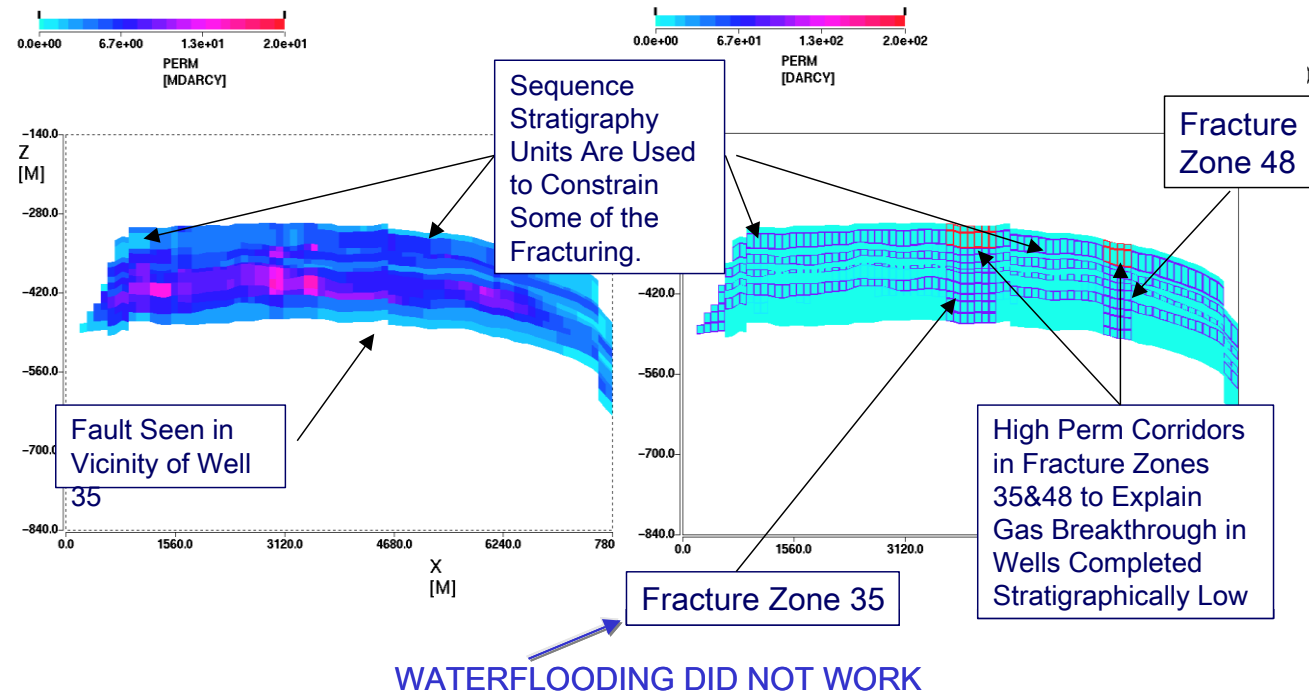 0.0e+00 6.7e+00 1.3e+01 2.0e+01
PERM
[MDARCY]
0.0e+00 6.7e+01 1.3e+02 2.0e+02
PERM
[DARCY]
Sequence
Stratigraphy
Units Are Used
to Constrain
Some of the
Fracturing.
Fracture
Zone 48
Z
[M]
-140.0
-280.0
-420.0
-560.0
-700.0
-840.0
0.0 1560.0 3120.0 4680.0 6240.0 780
X
[M]
Fault Seen in
Vicinity of Well
35
-420.0
-560.0
-700.0
-840.0
0.0 1560.0 3120.0
High Perm Corridors
in Fracture Zones
35&48 to Explain
Gas Breakthrough in
Wells Completed
Stratigraphically Low
Fracture Zone 35
WATERFLOODING DID NOT WORK